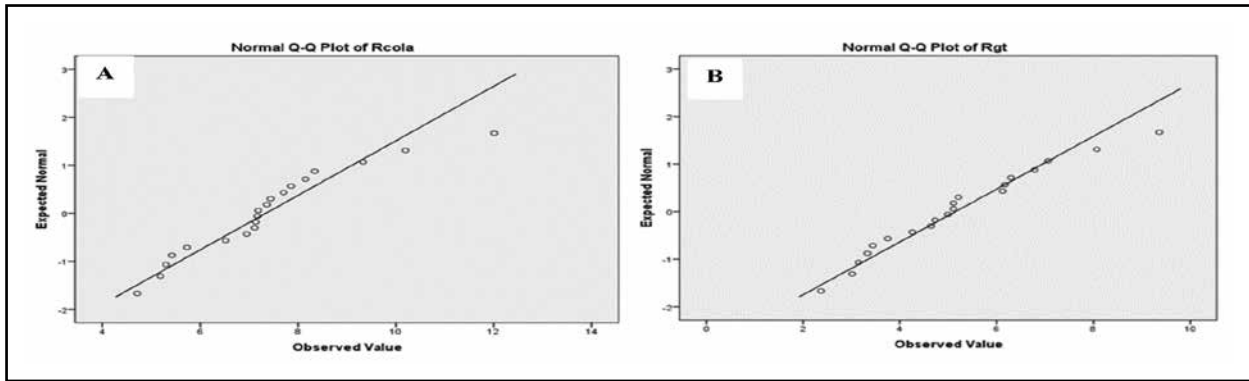 Normal Q-Q Plot of Rcola
A
3
2
1
0
-1
-2
Expected Normal
4 6 8 10 12 14
Observed Value
Normal Q-Q Plot of Rgt
B
3
2
1
0
-1
-2
Expected Normal
0 2 4 6 8 10
Observed Value